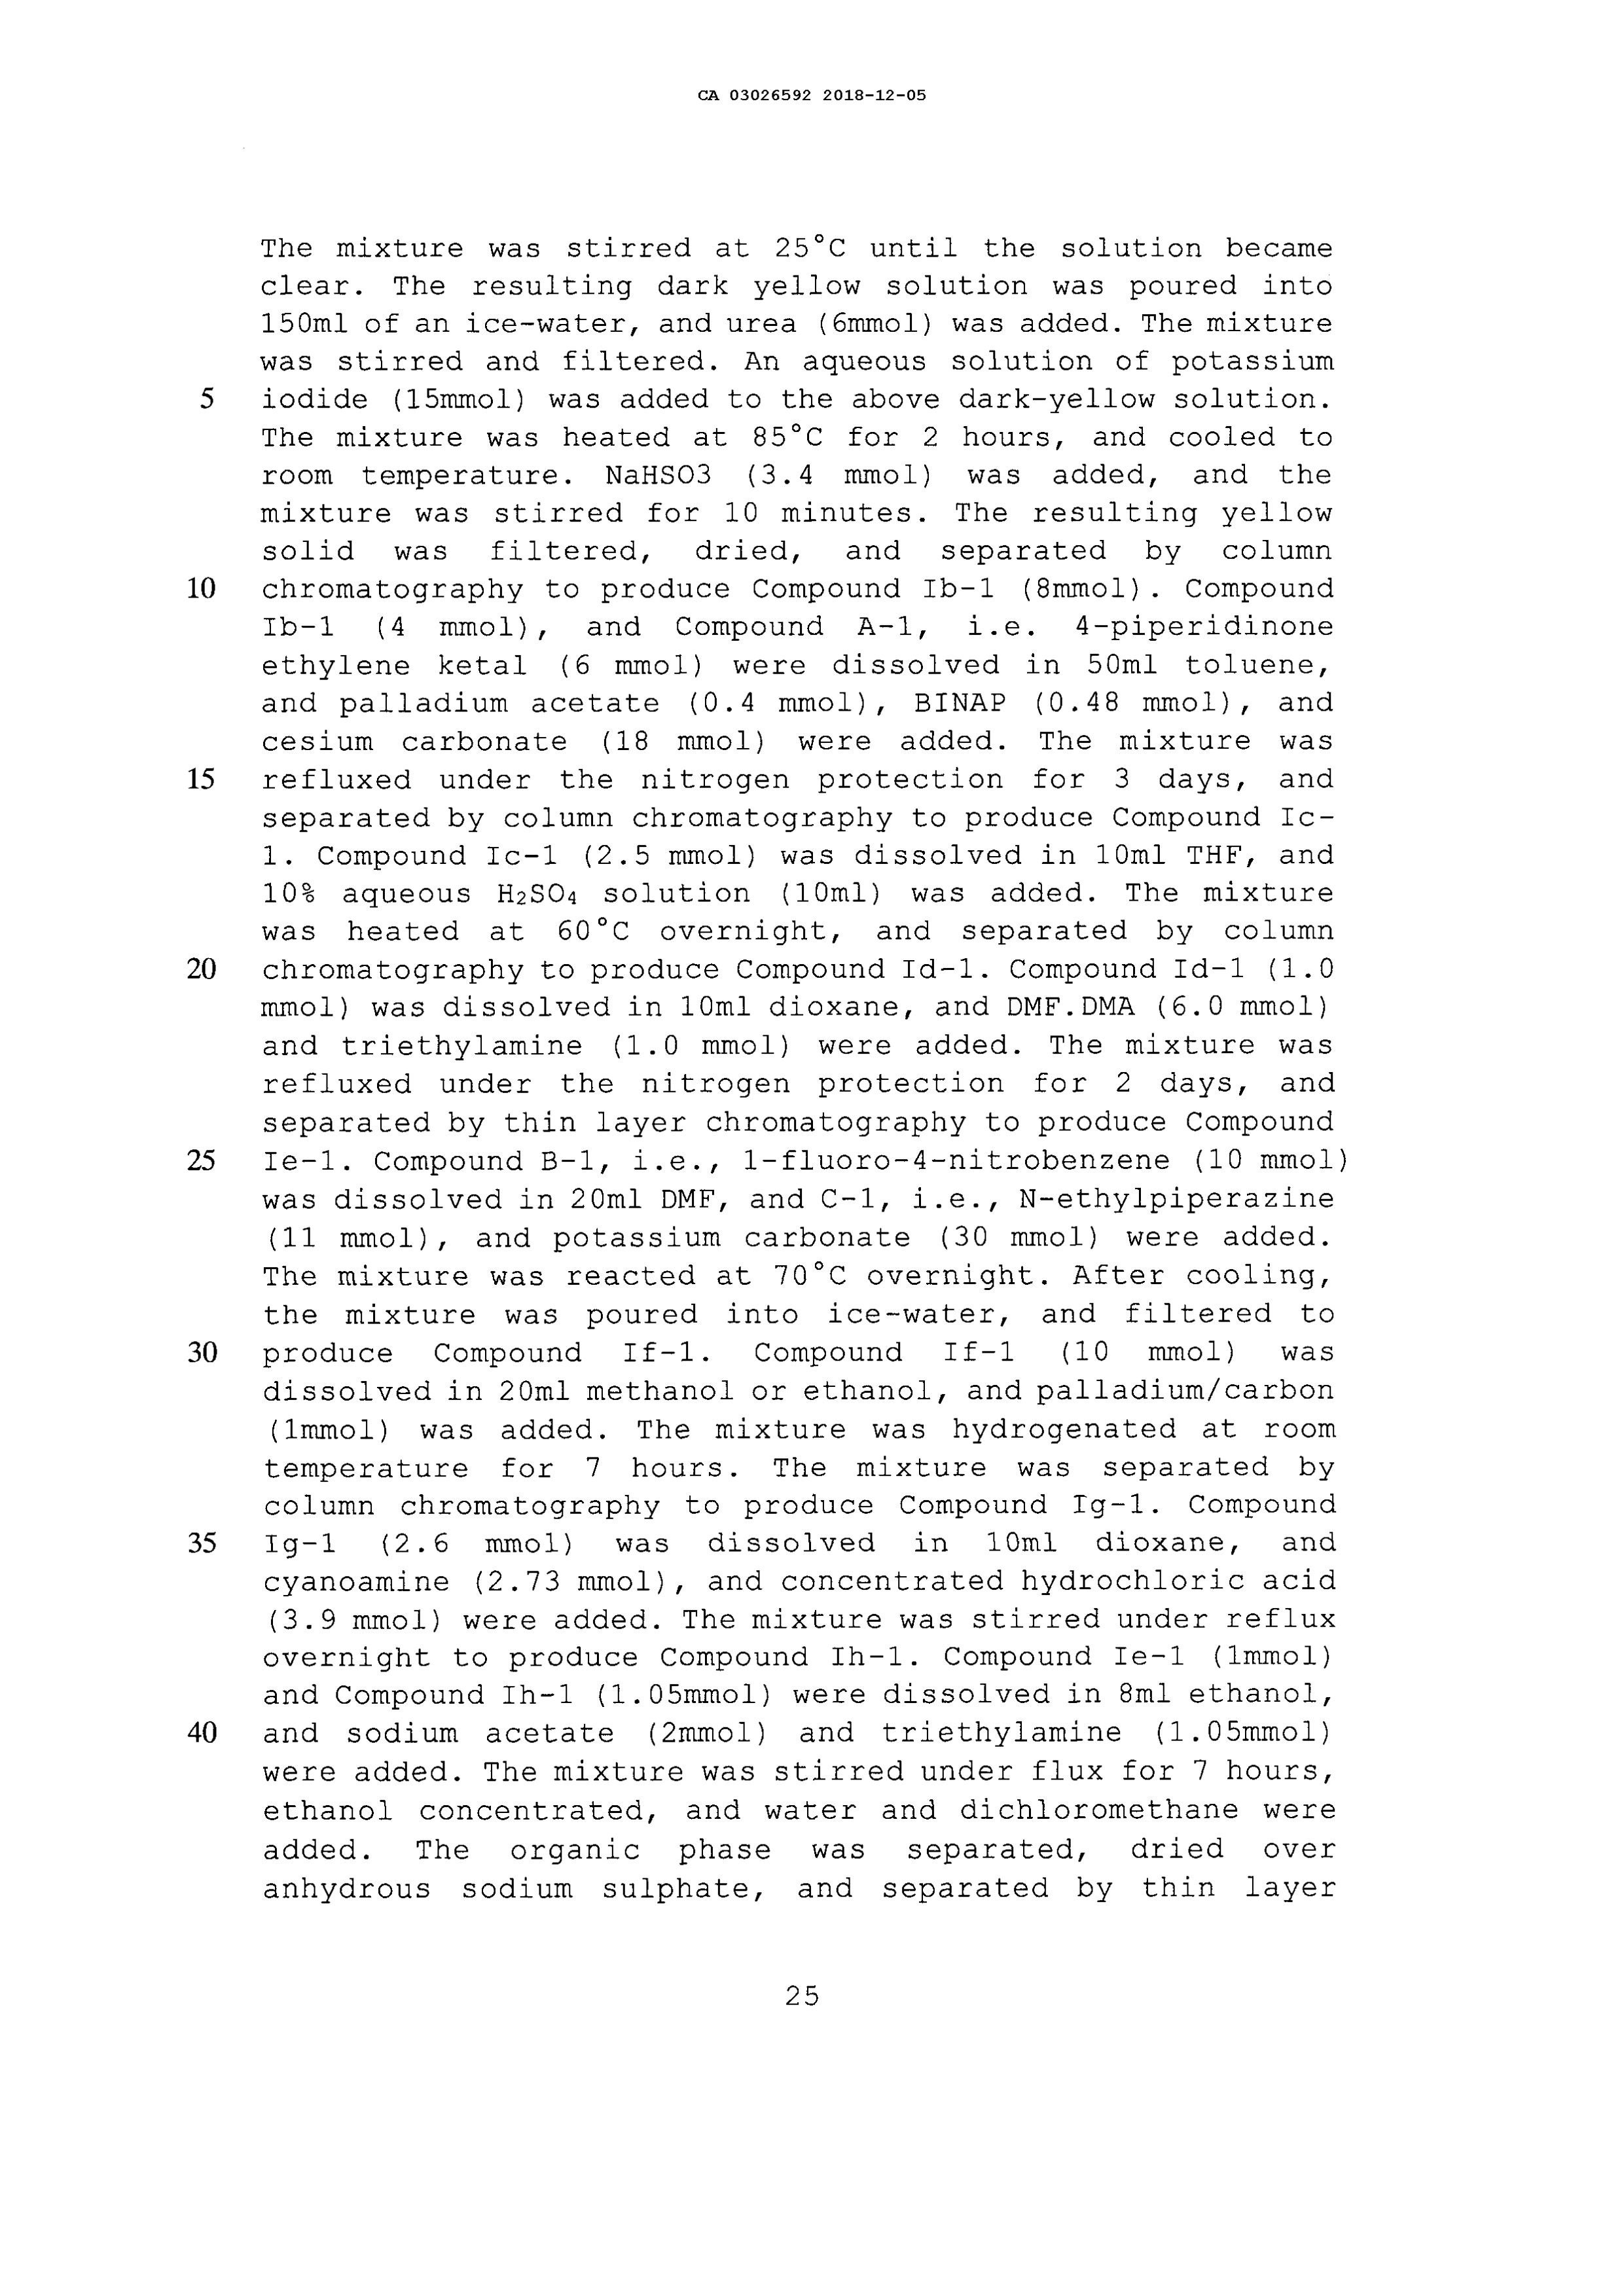 CA 03026592 2018-12-05
The mixture was stirred at 25°C until the solution became
clear. The resulting dark yellow solution was poured into
150ml of an ice-water, and urea (6mmol) was added. The mixture
was stirred and filtered. An aqueous solution of potassium
5 iodide (15mmol) was added to the above dark-yellow solution.
The mixture was heated at 85°C for 2 hours, and cooled to
room temperature. NaHSO3 (3.4 mmol) was added, and the
mixture was stirred for 10 minutes. The resulting yellow
solid was filtered, dried, and separated by column
10 chromatography to produce Compound Ib-1 (8mmol). Compound
Ib-1 (4 mmol), and Compound A-1, i.e. 4-piperidinone
ethylene ketal (6 mmol) were dissolved in 50ml toluene,
and palladium acetate (0.4 mmol), BINAP (0.48 mmol), and
cesium carbonate (18 mmol) were added. The mixture was
15 refluxed under the nitrogen protection for 3 days, and
separated by column chromatography to produce Compound Ic-
1. Compound Ic-1 (2.5 mmol) was dissolved in 10ml THF, and
10% aqueous H₂SO₄ solution (10ml) was added. The mixture
was heated at 60°C overnight, and separated by column
20 chromatography to produce Compound Id-1. Compound Id-1 (1.0
mmol) was dissolved in 10ml dioxane, and DMF.DMA (6.0 mmol)
and triethylamine (1.0 mmol) were added. The mixture was
refluxed under the nitrogen protection for 2 days, and
separated by thin layer chromatography to produce Compound
25 Ie-1. Compound B-1, i.e., 1-fluoro-4-nitrobenzene (10 mmol)
was dissolved in 20ml DMF, and C-1, i.e., N-ethylpiperazine
(11 mmol), and potassium carbonate (30 mmol) were added.
The mixture was reacted at 70°C overnight. After cooling,
the mixture was poured into ice-water, and filtered to
30 produce Compound If-1. Compound If-1 (10 mmol) was
dissolved in 20ml methanol or ethanol, and palladium/carbon
(1mmol) was added. The mixture was hydrogenated at room
temperature for 7 hours. The mixture was separated by
column chromatography to produce Compound Ig-1. Compound
35 Ig-1 (2.6 mmol) was dissolved in 10ml dioxane, and
cyanoamine (2.73 mmol), and concentrated hydrochloric acid
(3.9 mmol) were added. The mixture was stirred under reflux
overnight to produce Compound Ih-1. Compound Ie-1 (1mmol)
and Compound Ih-1 (1.05mmol) were dissolved in 8ml ethanol,
40 and sodium acetate (2mmol) and triethylamine (1.05mmol)
were added. The mixture was stirred under flux for 7 hours,
ethanol concentrated, and water and dichloromethane were
added. The organic phase was separated, dried over
anhydrous sodium sulphate, and separated by thin layer
25